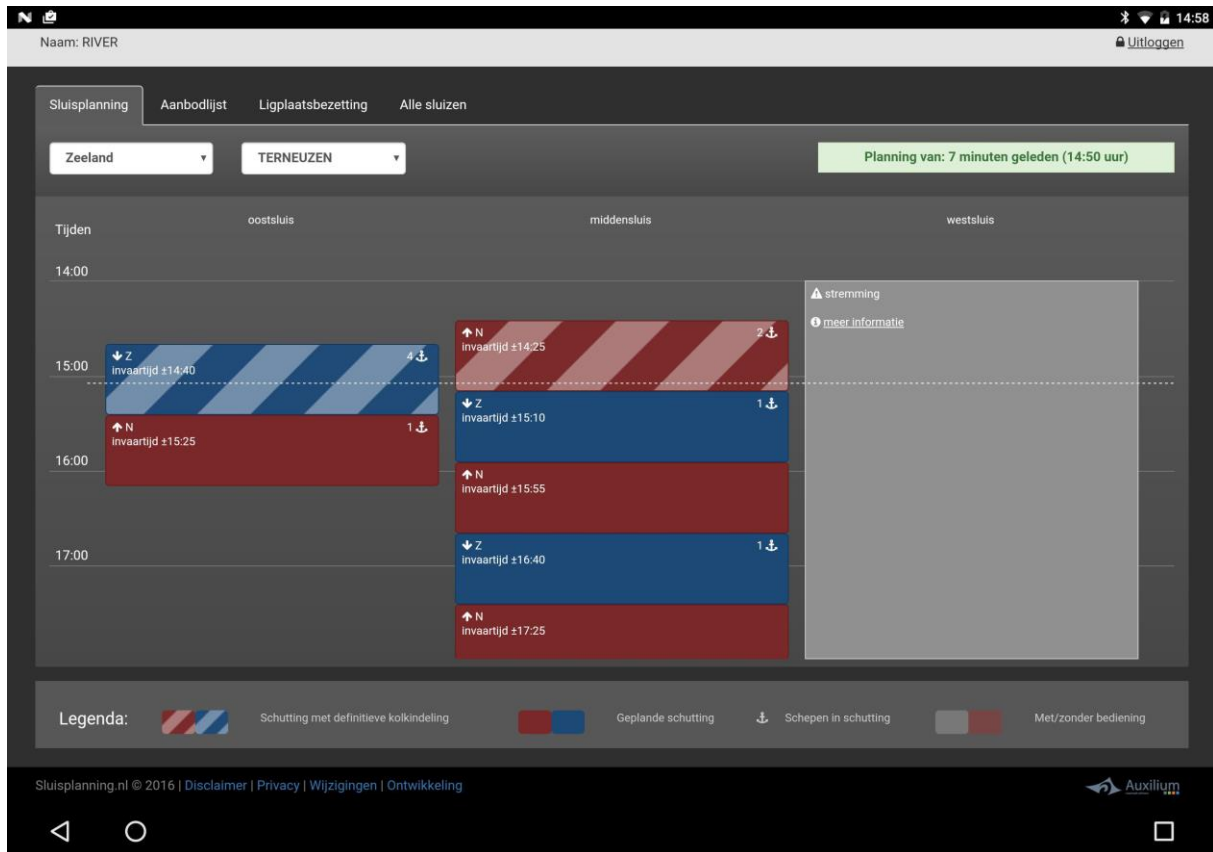 14:58
Naam: RIVER
Uitloggen
Sluisplanning Aanbodlijst Ligplaatsbezetting Alle sluizen
Zeeland TERNEUZEN Planning van: 7 minuten geleden (14:50 uur)
Tijden oostsluis middensluis westsluis
14:00
stremming
meer informatie
N 2
invaartijd ±14:25
Z 4
invaartijd ±14:40
15:00
Z 1
invaartijd ±15:10
N 1
invaartijd ±15:25
16:00
N
invaartijd ±15:55
Z 1
invaartijd ±16:40
17:00
N
invaartijd ±17:25
Legenda: Schutting met definitieve kolkindeling Geplande schutting Schepen in schutting Met/zonder bediening
Sluisplanning.nl © 2016 | Disclaimer | Privacy | Wijzigingen | Ontwikkeling
Auxilium